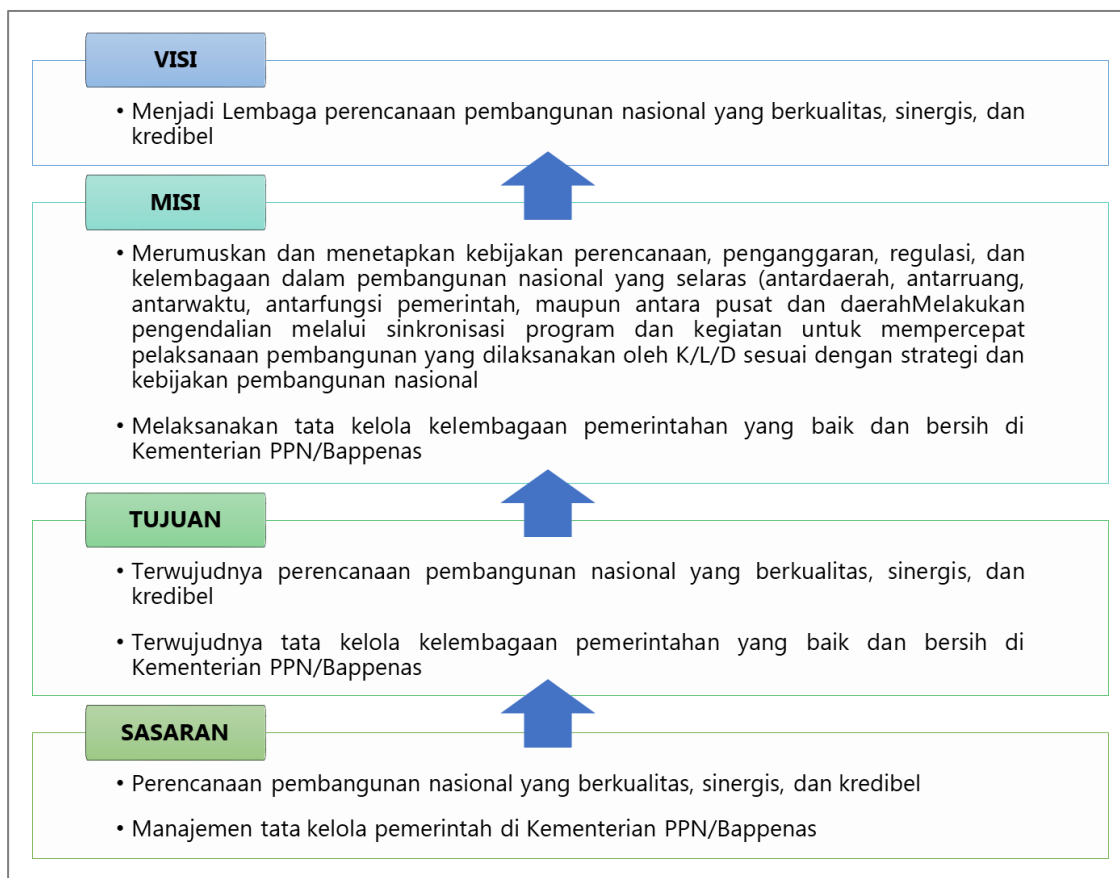 VISI
• Menjadi Lembaga perencanaan pembangunan nasional yang berkualitas, sinergis, dan
kredibel
MISI
• Merumuskan dan menetapkan kebijakan perencanaan, penganggaran, regulasi, dan
kelembagaan dalam pembangunan nasional yang selaras (antardaerah, antarruang,
antarwaktu, antarfungsi pemerintah, maupun antara pusat dan daerahMelakukan
pengendalian melalui sinkronisasi program dan kegiatan untuk mempercepat
pelaksanaan pembangunan yang dilaksanakan oleh K/L/D sesuai dengan strategi dan
kebijakan pembangunan nasional
• Melaksanakan tata kelola kelembagaan pemerintahan yang baik dan bersih di
Kementerian PPN/Bappenas
TUJUAN
• Terwujudnya perencanaan pembangunan nasional yang berkualitas, sinergis, dan
kredibel
• Terwujudnya tata kelola kelembagaan pemerintahan yang baik dan bersih di
Kementerian PPN/Bappenas
SASARAN
• Perencanaan pembangunan nasional yang berkualitas, sinergis, dan kredibel
• Manajemen tata kelola pemerintah di Kementerian PPN/Bappenas